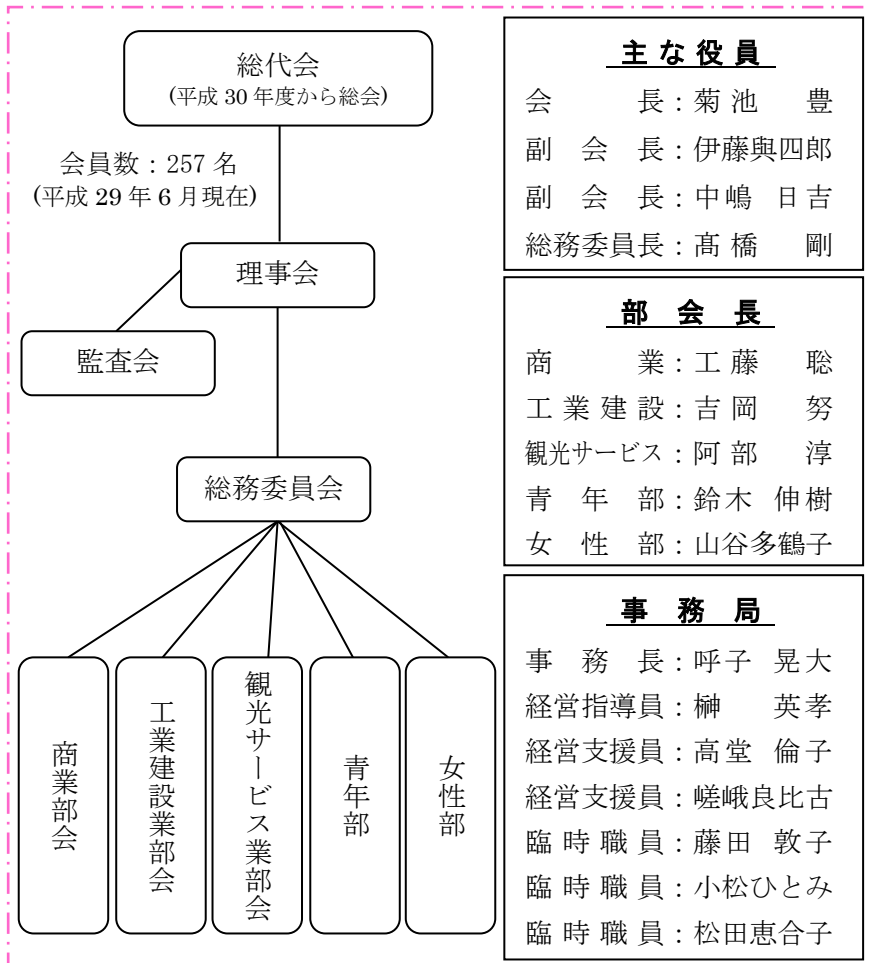 総代会
(平成 30 年度から総会)
会員数：257 名
(平成 29 年 6 月現在)
理事会
監査会
総務委員会
商業部会
工業建設業部会
観光サービス業部会
青年部
女性部
主な役員
会長：菊池 豊
副会長：伊藤與四郎
副会長：中嶋 日吉
総務委員長：髙橋 剛
部会長
商業：工藤 聡
工業建設：吉岡 努
観光サービス：阿部 淳
青年部：鈴木 伸樹
女性部：山谷多鶴子
事務局
事務長：呼子 晃大
経営指導員：榊 英孝
経営支援員：高堂 倫子
経営支援員：嵯峨良比古
臨時職員：藤田 敦子
臨時職員：小松ひとみ
臨時職員：松田恵合子